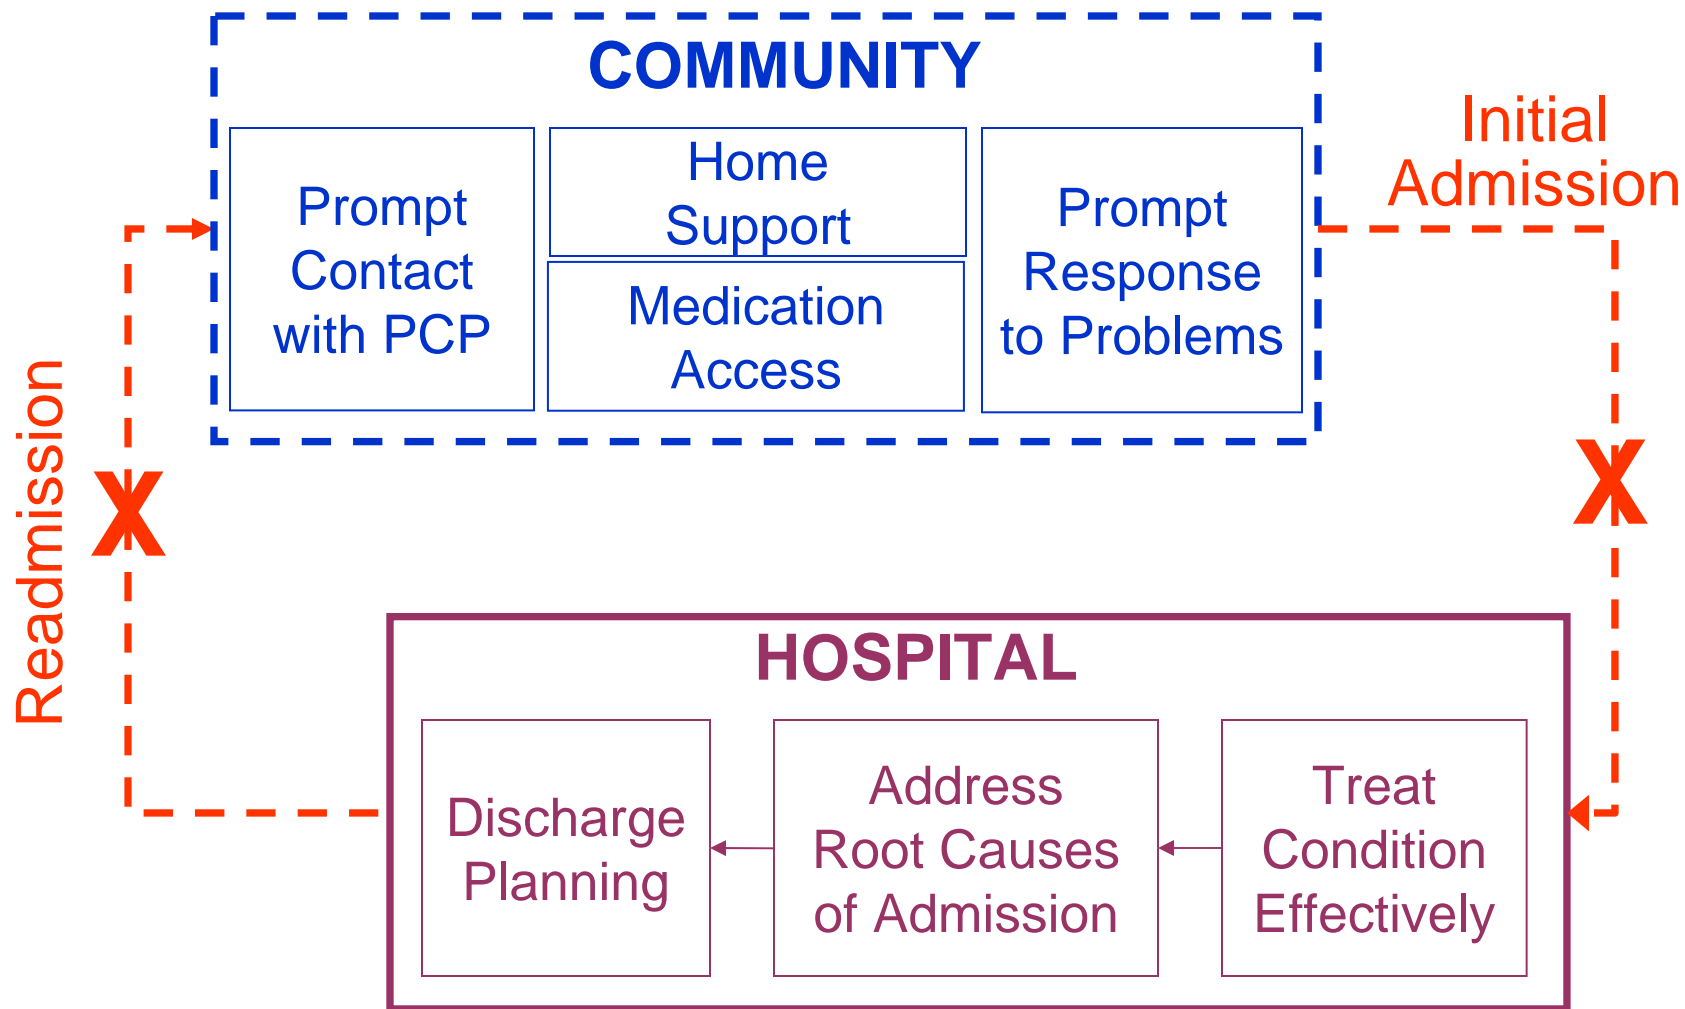 COMMUNITY
Prompt
Contact
with PCP
Home
Support
Medication
Access
Prompt
Response
to Problems
Initial
Admission
Readmission
X
X
HOSPITAL
Discharge
Planning
Address
Root Causes
of Admission
Treat
Condition
Effectively